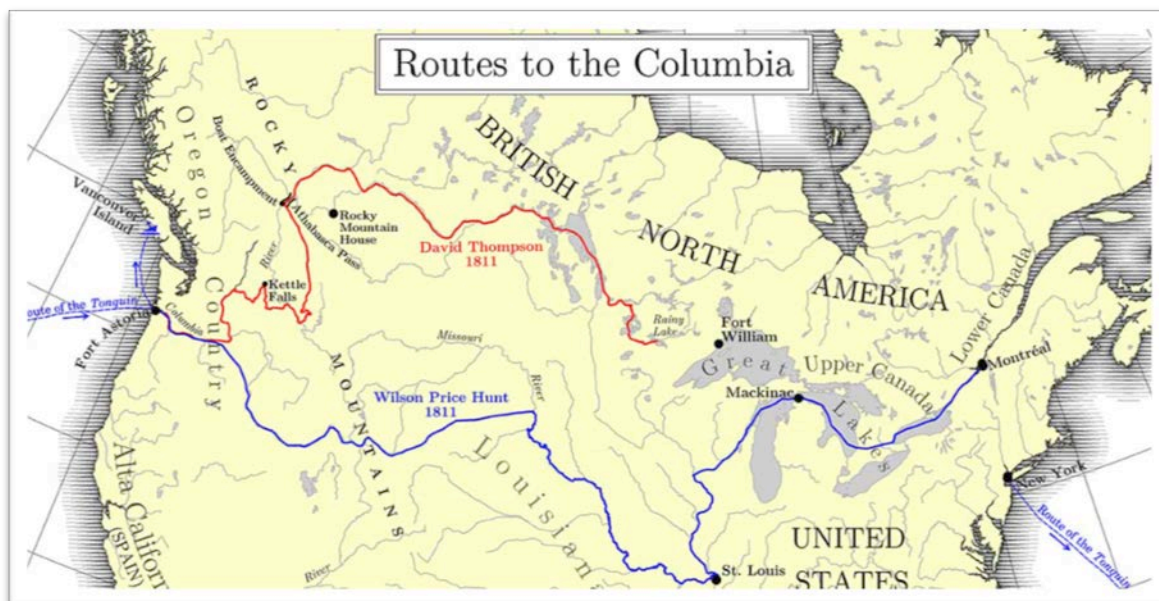 Routes to the Columbia
ROCKY
MOUNTAINS
Oregon
Country
Boat Encampment
Athabasca Pass
Vancouver
Island
Rocky
Mountain
House
River
Kettle
Falls
Columbia
Fort Astoria
oute of the Tonquin
BRITISH
NORTH
AMERICA
David Thompson
1811
Rainy
Lake
Fort
William
Great
Lakes
Upper Canada
Lower Canada
Montréal
Mackinac
Missouri
River
Wilson Price Hunt
1811
Louisian
Alta Californ
(SPAIN)
River
St. Louis
UNITED
STATES
New York
Route of the Tonquin